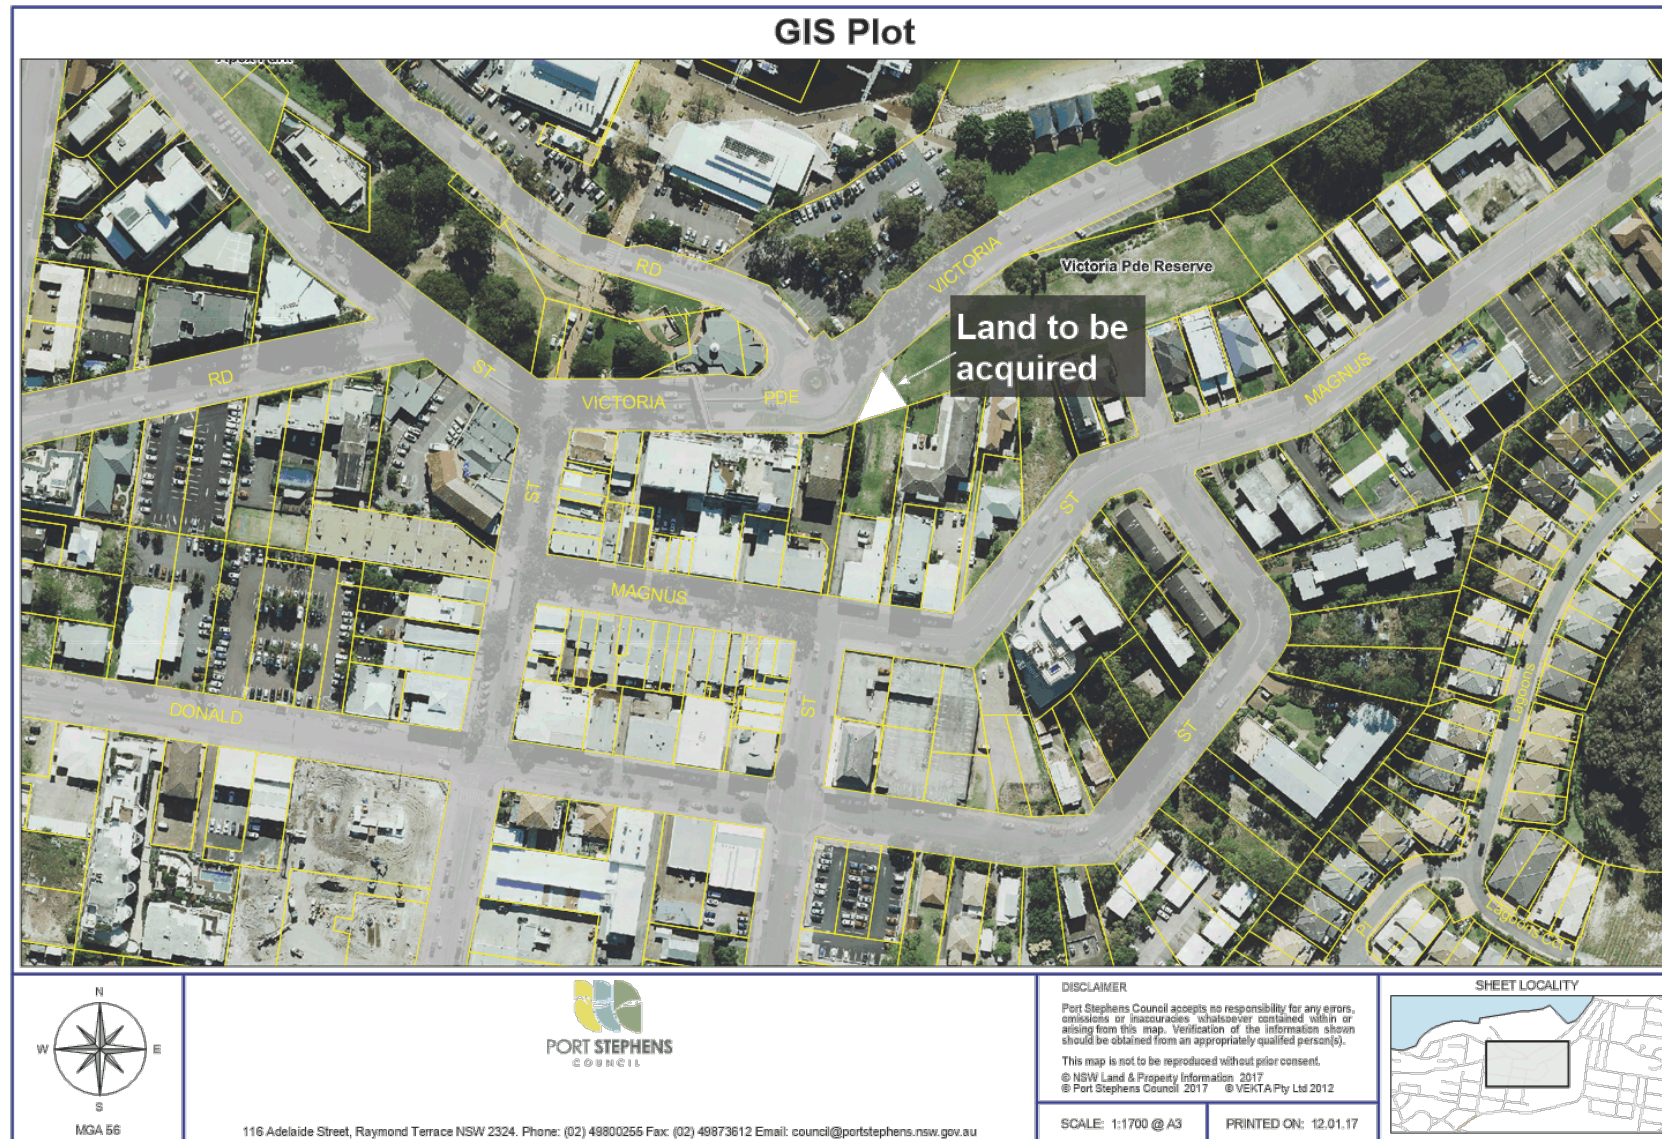 GIS Plot
RD
VICTORIA
Victoria Pde Reserve
Land to be
acquired
RD
ST
VICTORIA
PDE
MAGNUS
ST
ST
MAGNUS
DONALD
ST
ST
Lagoons
Pl
Lagoons Cct
N
W
E
S
MGA 56
PORT STEPHENS
COUNCIL
116 Adelaide Street, Raymond Terrace NSW 2324. Phone: (02) 49800255 Fax: (02) 49873612 Email: council@portstephens.nsw.gov.au
DISCLAIMER
Port Stephens Council accepts no responsibility for any errors,
omissions or inaccuracies whatsoever contained within or
arising from this map. Verification of the information shown
should be obtained from an appropriately qualified person(s).
This map is not to be reproduced without prior consent.
© NSW Land & Property Information 2017
© Port Stephens Council 2017 © VEKTA Pty Ltd 2012
SCALE: 1:1700 @ A3
PRINTED ON: 12.01.17
SHEET LOCALITY